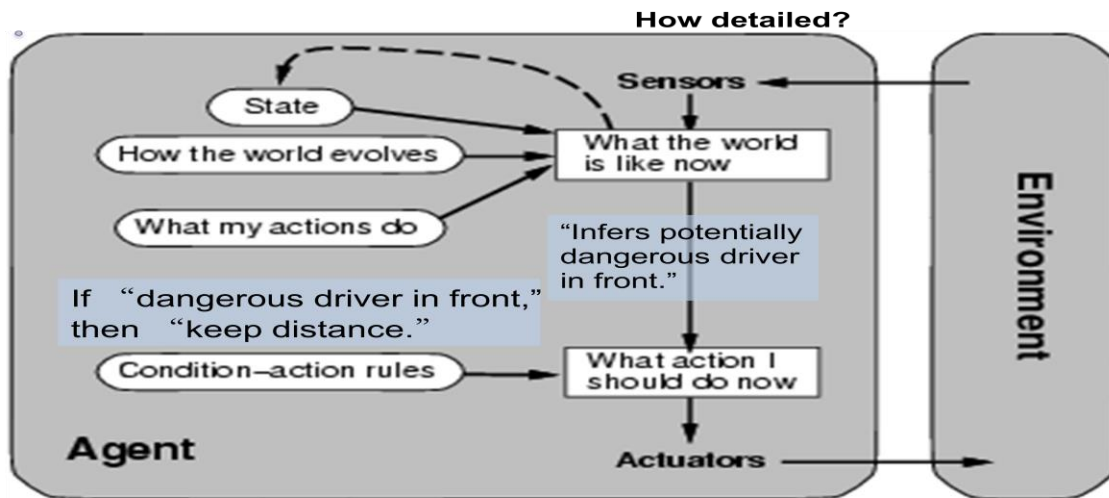 How detailed?
Sensors
State
What the world
is like now
How the world evolves
What my actions do
“Infers potentially
dangerous driver
in front.”
If “dangerous driver in front,”
then “keep distance.”
What action I
should do now
Condition–action rules
Agent
Actuators
Environment